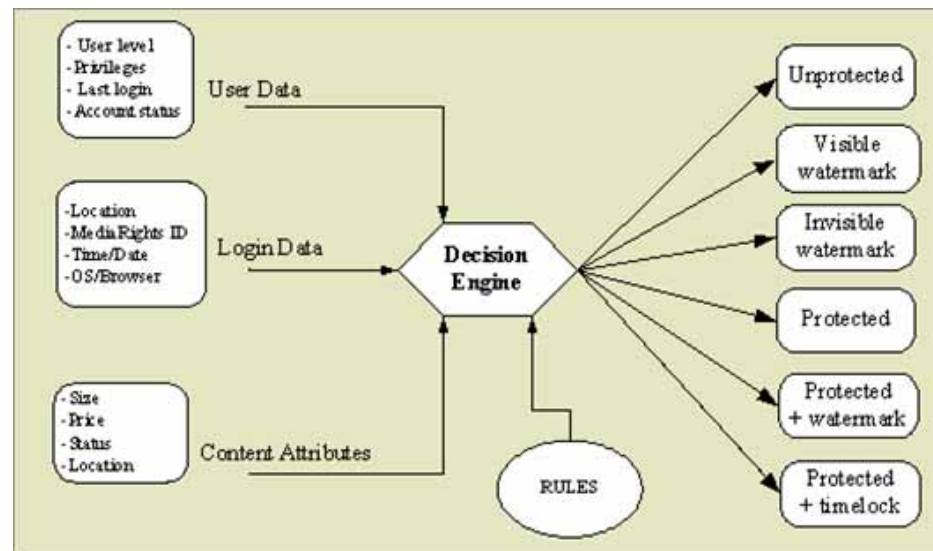 - User level
- Privileges
- Last login
- Account status
User Data
-Location
-MediaRights ID
-Time/Date
-OS/Browser
Login Data
- Size
- Price
- Status
- Location
Content Attributes
Decision
Engine
RULES
Unprotected
Visible
watermark
Invisible
watermark
Protected
Protected
+ watermark
Protected
+ timelock